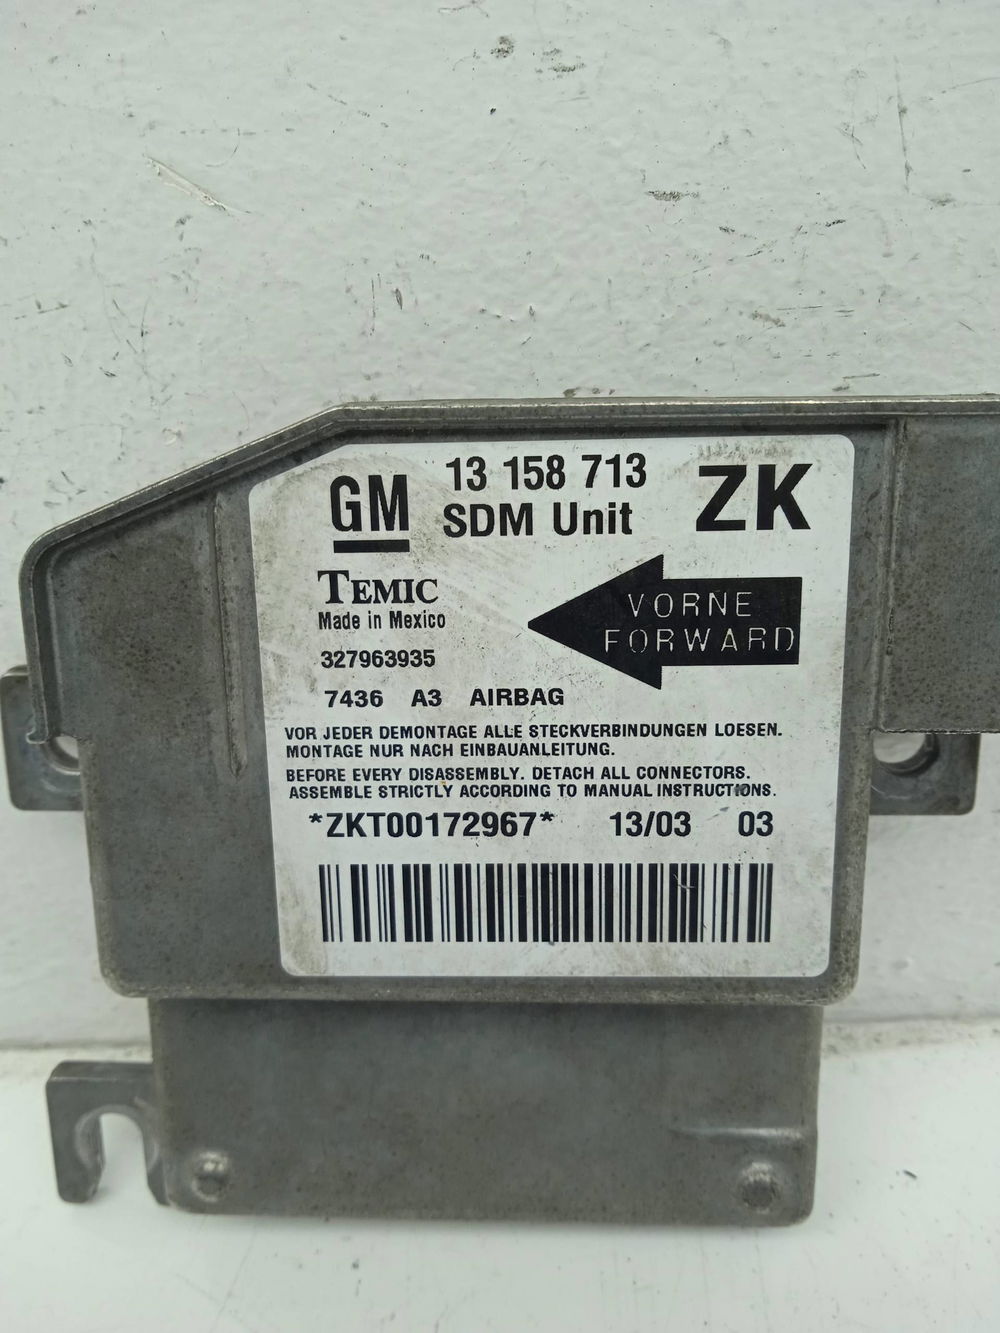 GM
13 158 713
SDM Unit
ZK
TEMIC
Made in Mexico
VORNE
FORWARD
327963935
7436 A3 AIRBAG
VOR JEDER DEMONTAGE ALLE STECKVERBINDUNGEN LOESEN.
MONTAGE NUR NACH EINBAUANLEITUNG.
BEFORE EVERY DISASSEMBLY. DETACH ALL CONNECTORS.
ASSEMBLE STRICTLY ACCORDING TO MANUAL INSTRUCTIONS.
*ZKT00172967* 13/03 03